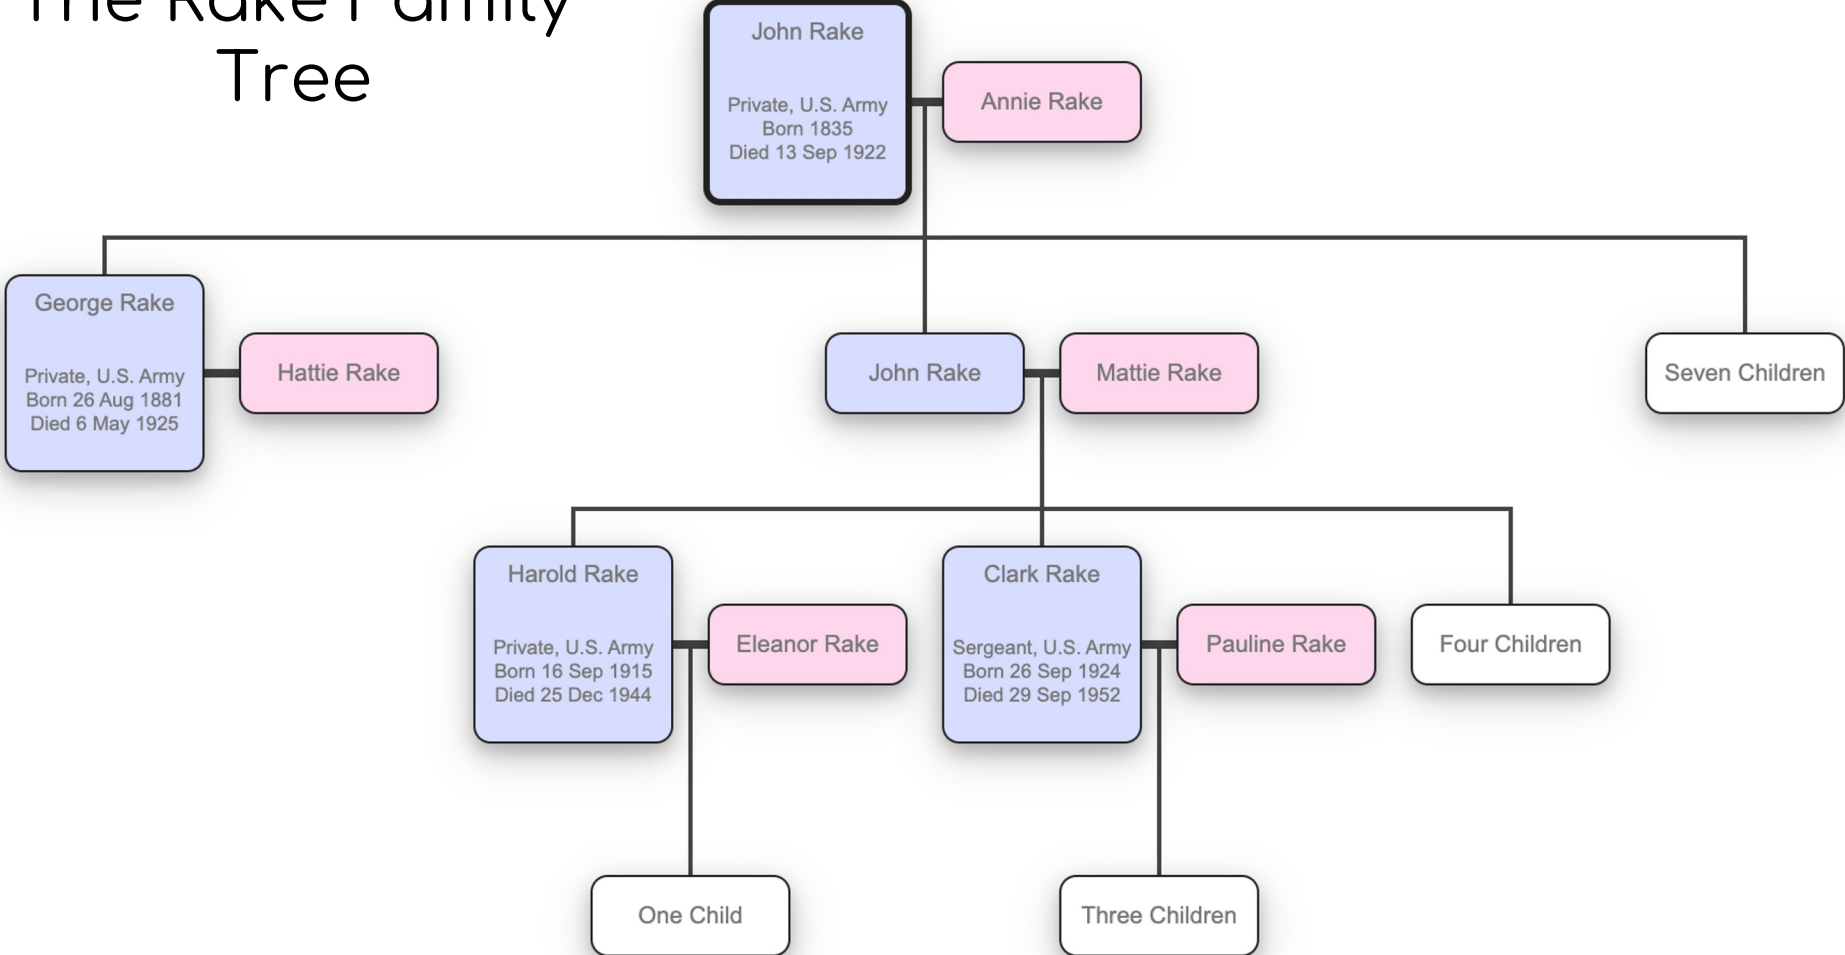 The Rake Family
Tree
John Rake
Private, U.S. Army
Born 1835
Died 13 Sep 1922
Annie Rake
George Rake
Private, U.S. Army
Born 26 Aug 1881
Died 6 May 1925
Hattie Rake
John Rake
Mattie Rake
Seven Children
Harold Rake
Private, U.S. Army
Born 16 Sep 1915
Died 25 Dec 1944
Eleanor Rake
Clark Rake
Sergeant, U.S. Army
Born 26 Sep 1924
Died 29 Sep 1952
Pauline Rake
Four Children
One Child
Three Children